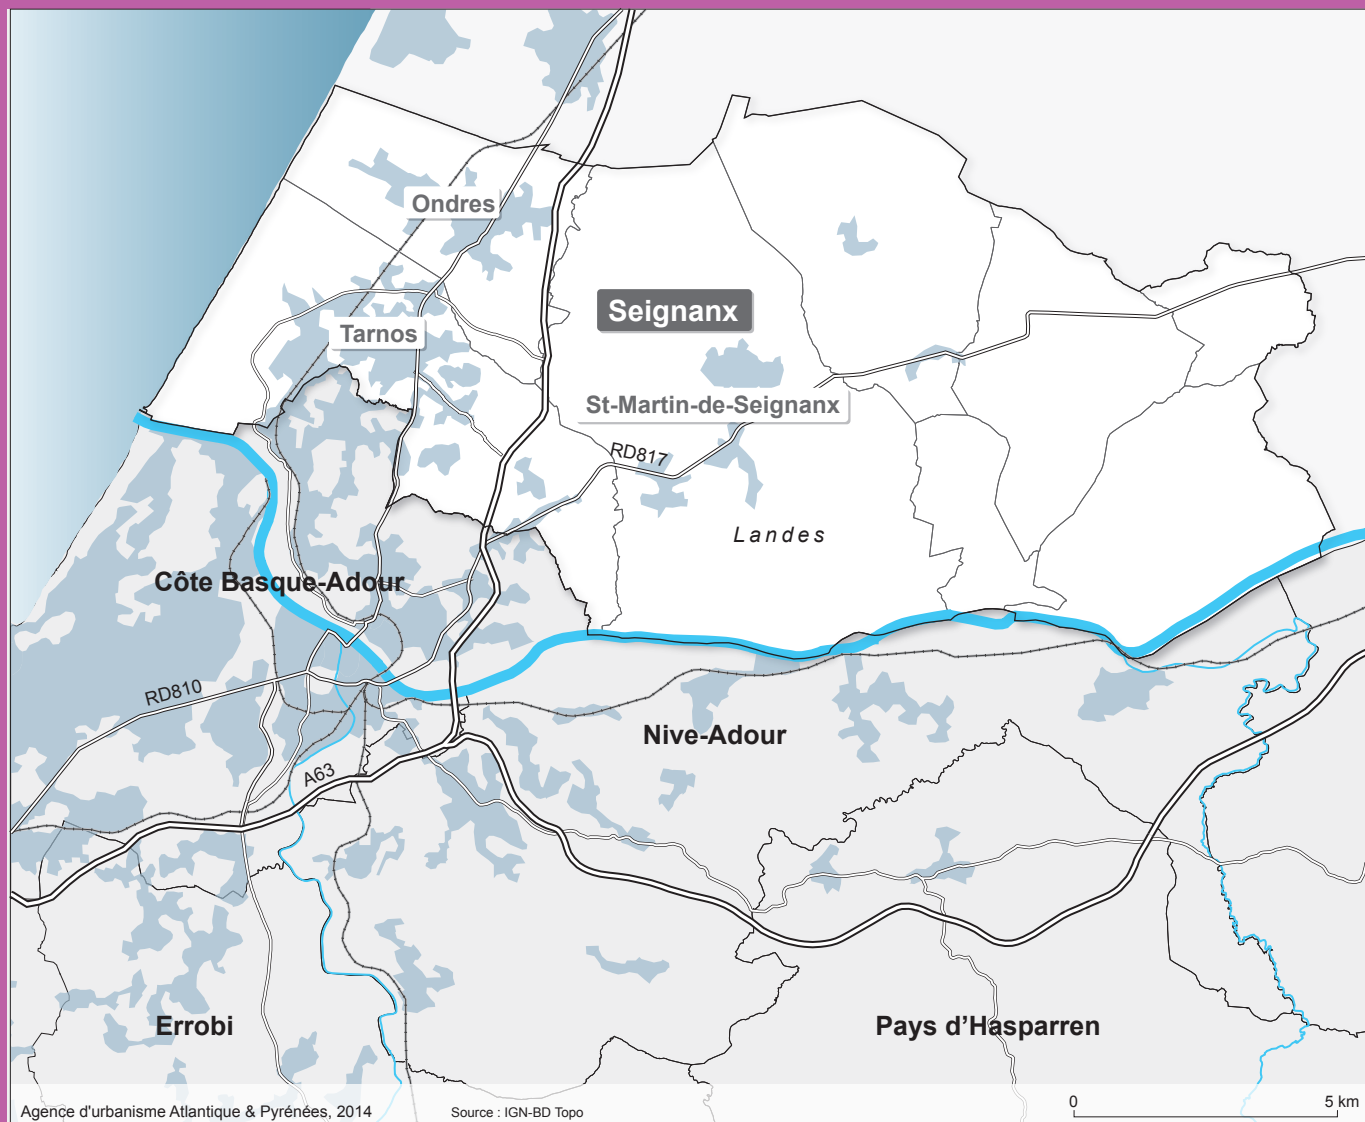 Ondres
Seignanx
Tarnos
St-Martin-de-Seignanx
RD817
Landes
Côte Basque-Adour
RD810
Nive-Adour
A63
Errobi
Pays d’Hasparren
Agence d'urbanisme Atlantique & Pyrénées, 2014
Source : IGN-BD Topo
0
5 km